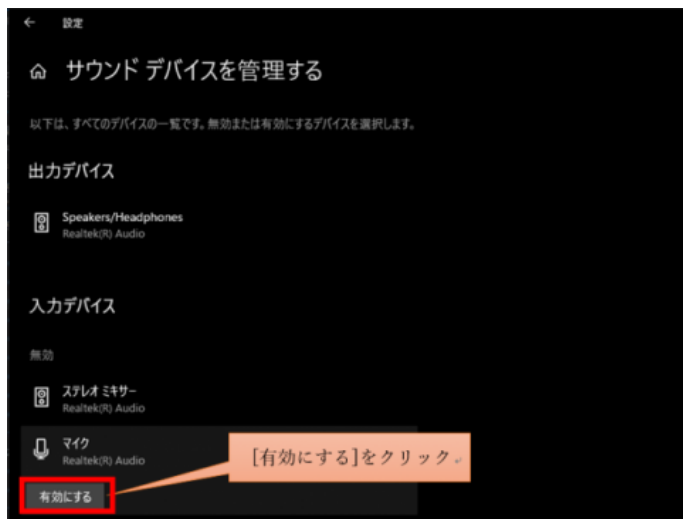 ← 設定
サウンド デバイスを管理する
以下は、すべてのデバイスの一覧です。無効または有効にするデバイスを選択します。
出力デバイス
Speakers/Headphones
Realtek(R) Audio
入力デバイス
無効
ステレオ ミキサー
Realtek(R) Audio
マイク
Realtek(R) Audio
[有効にする]をクリック↵
有効にする